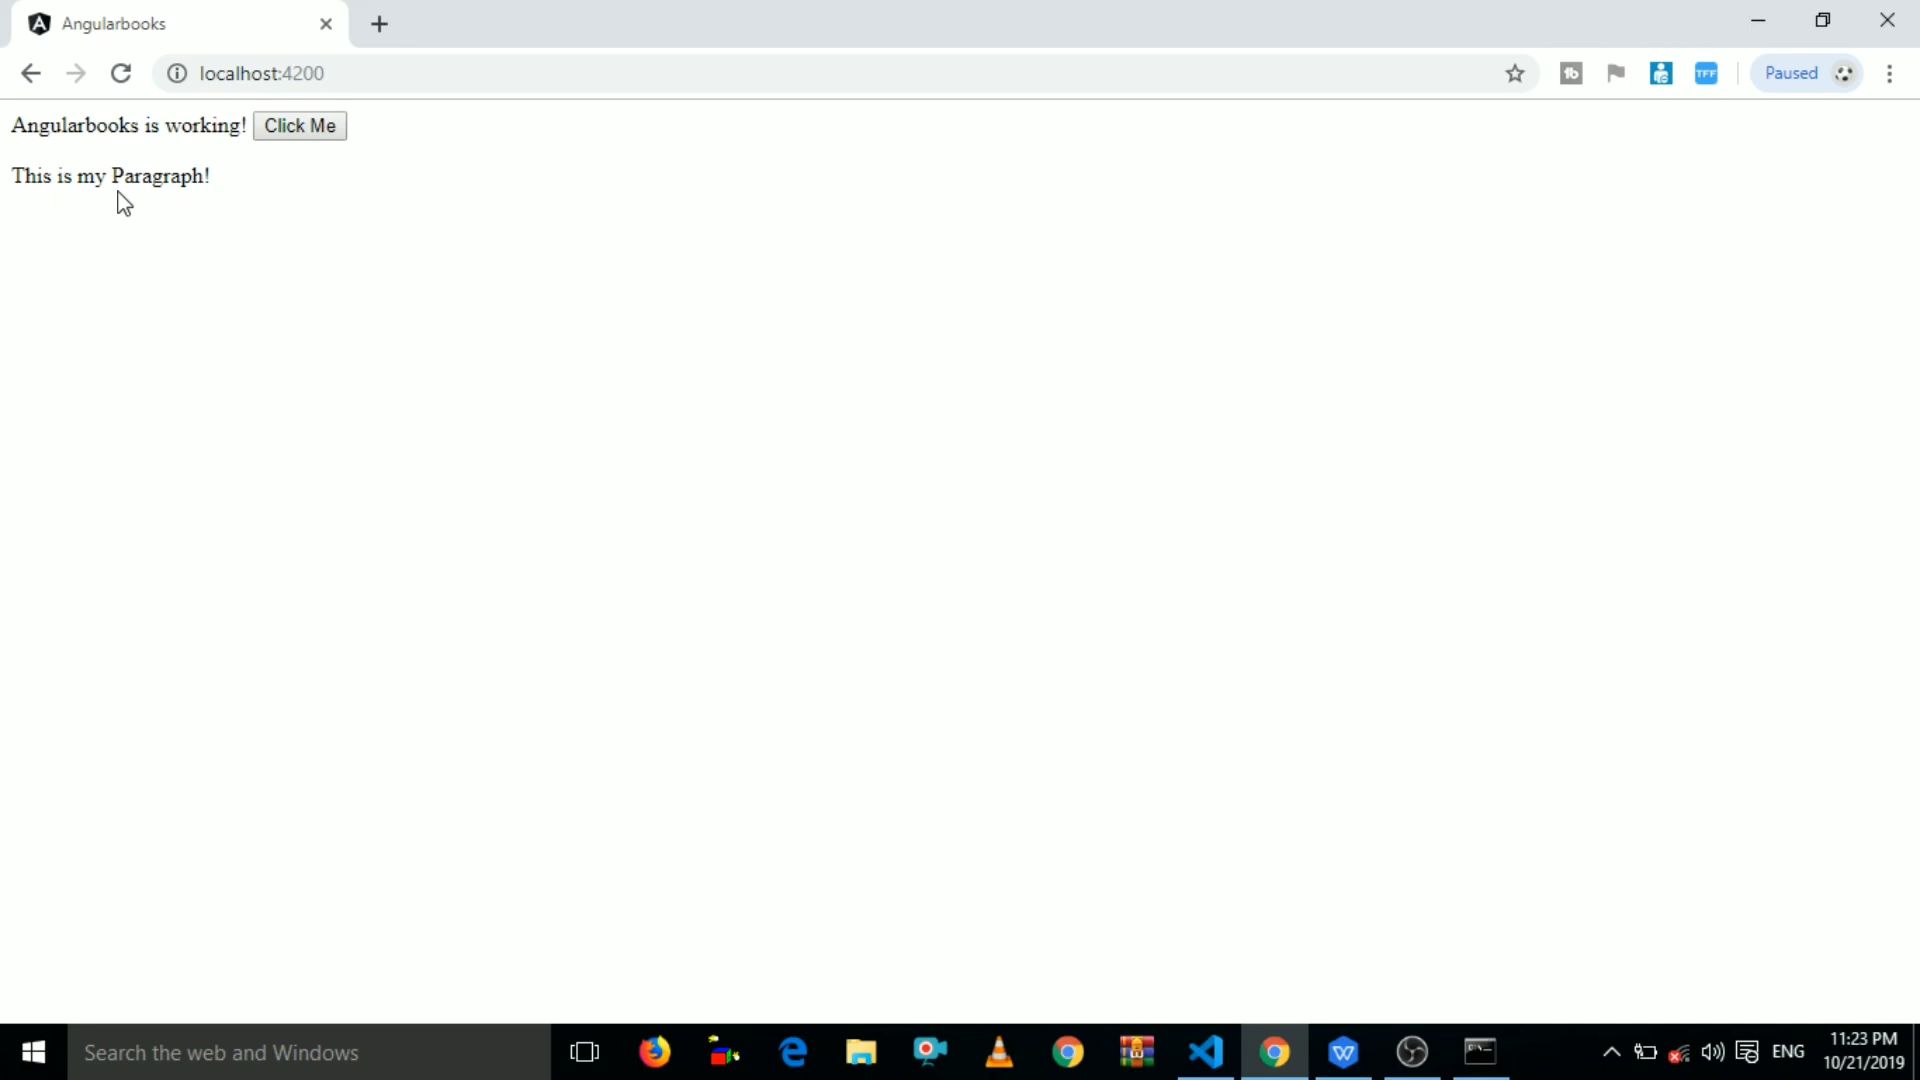 Angularbooks
localhost:4200
Paused
Angularbooks is working! Click Me
This is my Paragraph!
Search the web and Windows
ENG
11:23 PM
10/21/2019